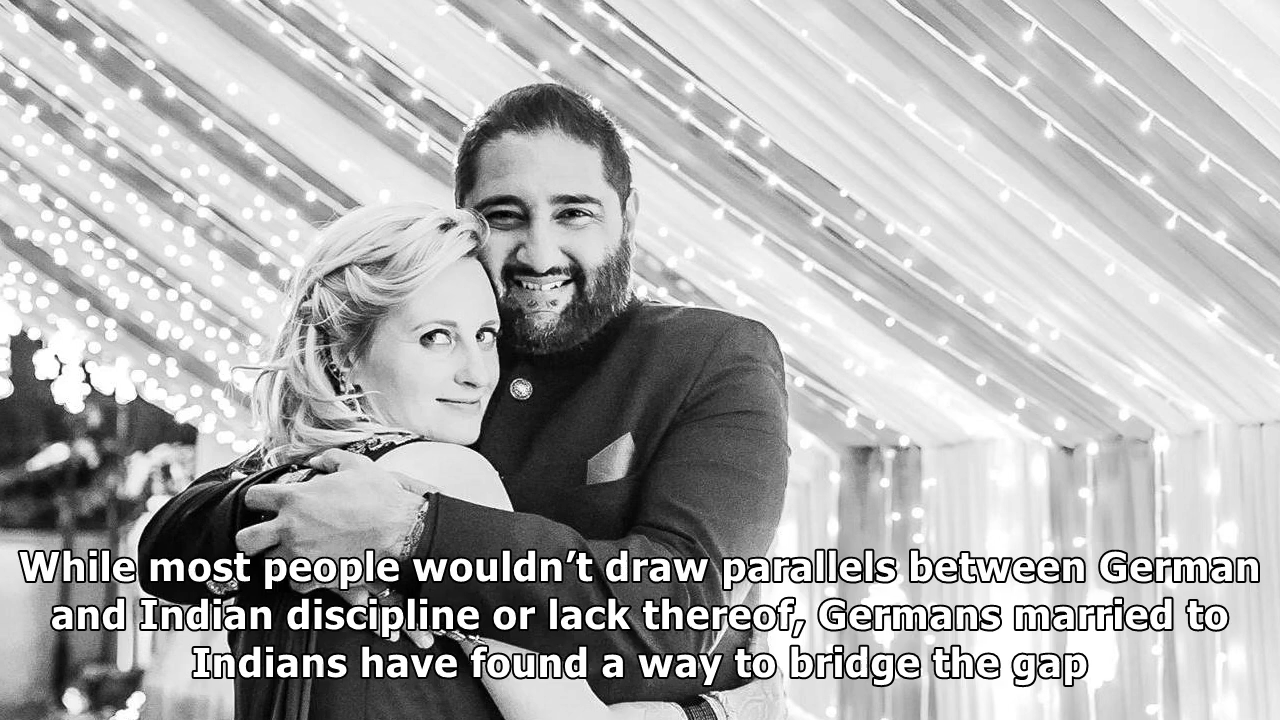 While most people wouldn’t draw parallels between German
and Indian discipline or lack thereof, Germans married to
Indians have found a way to bridge the gap